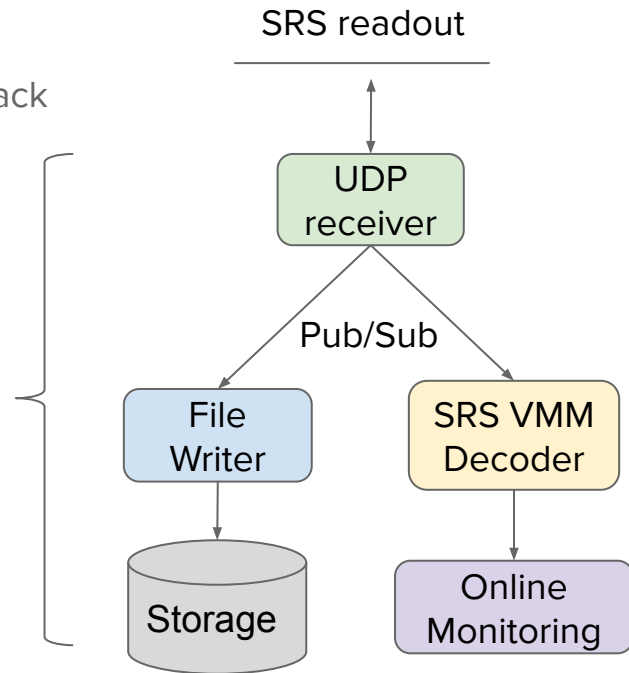 SRS readout
ack
UDP
receiver
Pub/Sub
File
Writer
SRS VMM
Decoder
Storage
Online
Monitoring